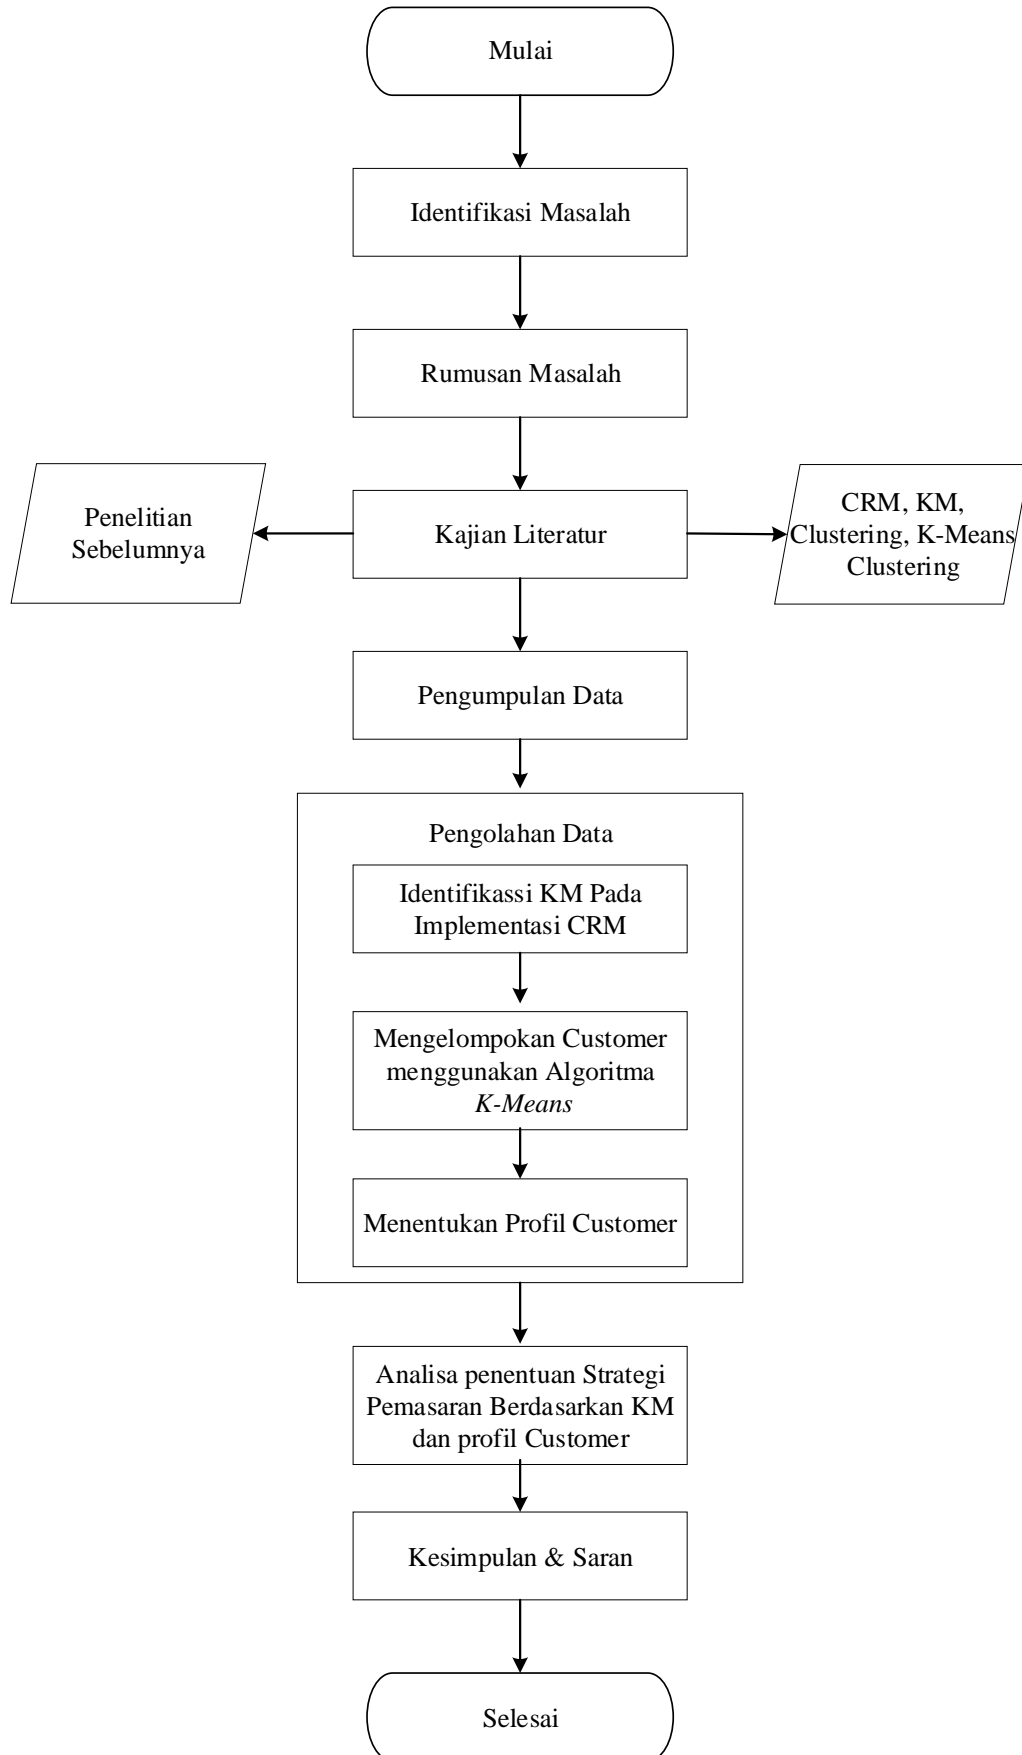 Mulai
Identifikasi Masalah
Rumusan Masalah
Penelitian
Sebelumnya
Kajian Literatur
CRM, KM,
Clustering, K-Means
Clustering
Pengumpulan Data
Pengolahan Data
Identifikassi KM Pada
Implementasi CRM
Mengelompokan Customer
menggunakan Algoritma
K-Means
Menentukan Profil Customer
Analisa penentuan Strategi
Pemasaran Berdasarkan KM
dan profil Customer
Kesimpulan & Saran
Selesai